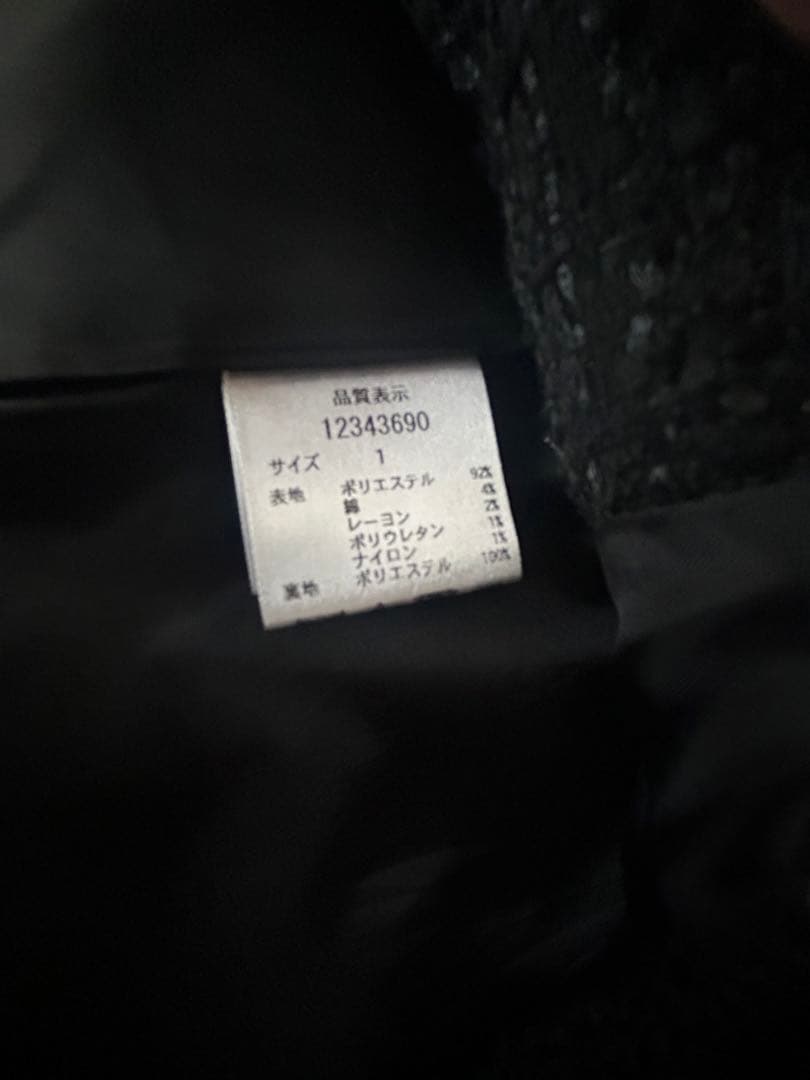 品質表示
12343690
サイズ 1
表地 ポリエステル 92%
綿 4%
レーヨン 2%
ポリウレタン 1%
ナイロン 1%
裏地 ポリエステル 100%